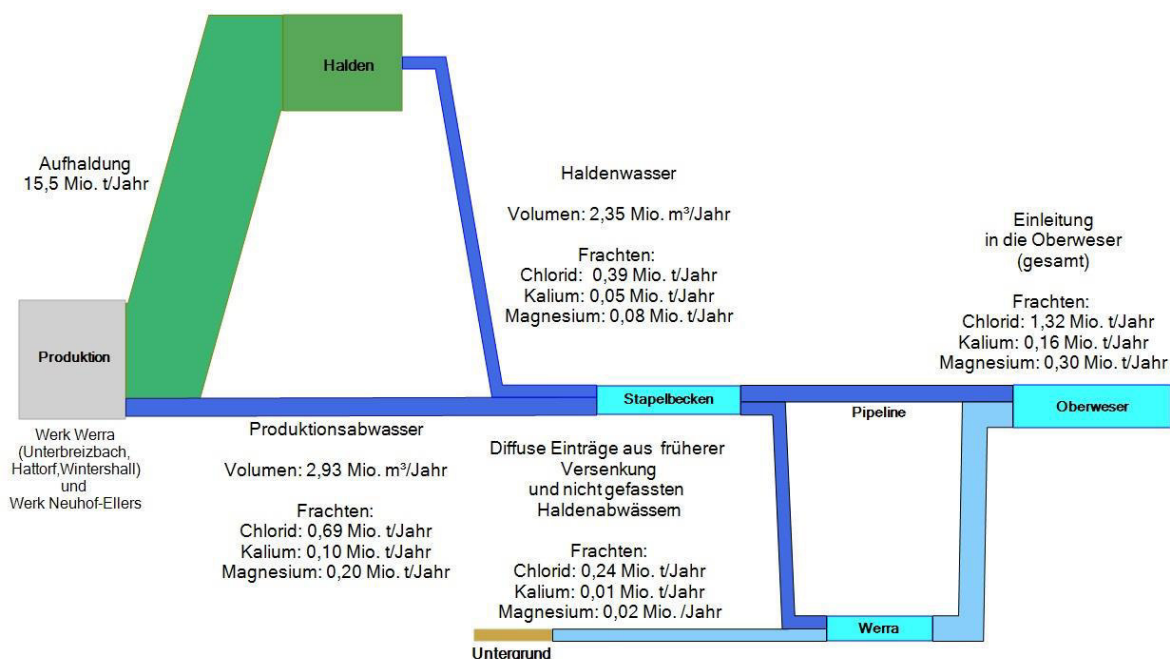 Halden
Aufhaldung
15,5 Mio. t/Jahr
Haldenwasser
Volumen: 2,35 Mio. m³/Jahr
Frachten:
Chlorid: 0,39 Mio. t/Jahr
Kalium: 0,05 Mio. t/Jahr
Magnesium: 0,08 Mio. t/Jahr
Einleitung
in die Oberweser
(gesamt)
Frachten:
Chlorid: 1,32 Mio. t/Jahr
Kalium: 0,16 Mio. t/Jahr
Magnesium: 0,30 Mio. t/Jahr
Produktion
Werk Werra
(Unterbreizbach,
Hattorf,Wintershall)
und
Werk Neuhof-Ellers
Stapelbecken
Pipeline
Oberweser
Produktionsabwasser
Volumen: 2,93 Mio. m³/Jahr
Frachten:
Chlorid: 0,69 Mio. t/Jahr
Kalium: 0,10 Mio. t/Jahr
Magnesium: 0,20 Mio. t/Jahr
Diffuse Einträge aus früherer
Versenkung
und nicht gefassten
Haldenabwässern
Frachten:
Chlorid: 0,24 Mio. t/Jahr
Kalium: 0,01 Mio. t/Jahr
Magnesium: 0,02 Mio. /Jahr
Untergrund
Werra